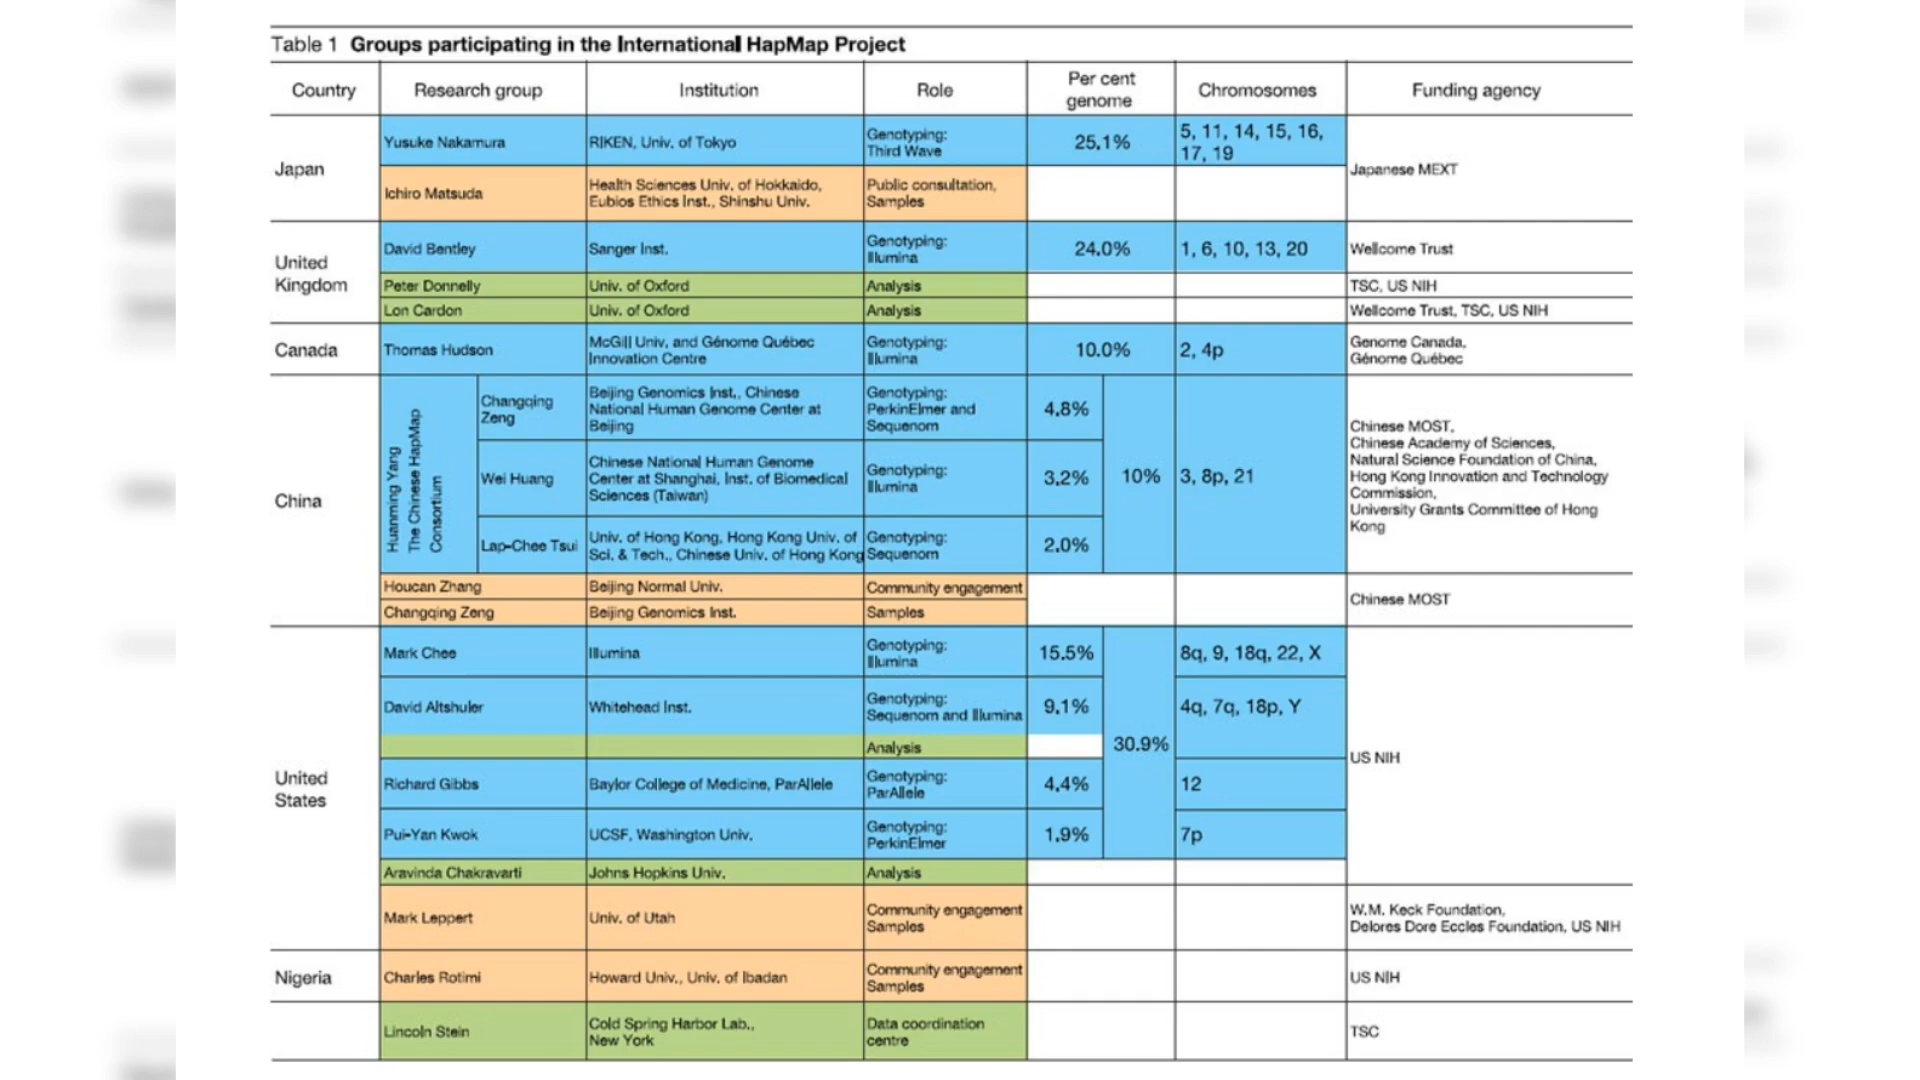 Table 1 Groups participating in the International HapMap Project
Country Research group Institution Role Per cent genome Chromosomes Funding agency
Japan
Yusuke Nakamura
RIKEN, Univ. of Tokyo
Genotyping:
Third Wave
25.1%
5, 11, 14, 15, 16,
17, 19
Japanese MEXT
Ichiro Matsuda
Health Sciences Univ. of Hokkaido,
Eubios Ethics Inst., Shinshu Univ.
Public consultation,
Samples
United
Kingdom
David Bentley
Sanger Inst.
Genotyping:
Illumina
24.0%
1, 6, 10, 13, 20
Wellcome Trust
Peter Donnelly
Univ. of Oxford
Analysis
TSC, US NIH
Lon Cardon
Univ. of Oxford
Analysis
Wellcome Trust, TSC, US NIH
Canada
Thomas Hudson
McGill Univ. and Génome Québec
Innovation Centre
Genotyping:
Illumina
10.0%
2, 4p
Genome Canada,
Génome Québec
China
Huanming Yang
The Chinese HapMap
Consortium
Changqing
Zeng
Beijing Genomics Inst., Chinese
National Human Genome Center at
Beijing
Genotyping:
PerkinElmer and
Sequenom
4.8%
Wei Huang
Chinese National Human Genome
Center at Shanghai, Inst. of Biomedical
Sciences (Taiwan)
Genotyping:
Illumina
3.2%
10%
3, 8p, 21
Chinese MOST,
Chinese Academy of Sciences,
Natural Science Foundation of China,
Hong Kong Innovation and Technology
Commission,
University Grants Committee of Hong
Kong
Lap-Chee Tsui
Univ. of Hong Kong, Hong Kong Univ. of
Sci. & Tech., Chinese Univ. of Hong Kong
Genotyping:
Sequenom
2.0%
Houcan Zhang
Beijing Normal Univ.
Community engagement
Chinese MOST
Changqing Zeng
Beijing Genomics Inst.
Samples
United
States
Mark Chee
Illumina
Genotyping:
Illumina
15.5%
8q, 9, 18q, 22, X
David Altshuler
Whitehead Inst.
Genotyping:
Sequenom and Illumina
9.1%
4q, 7q, 18p, Y
Analysis
30.9%
US NIH
Richard Gibbs
Baylor College of Medicine, ParAllele
Genotyping:
ParAllele
4.4%
12
Pui-Yan Kwok
UCSF, Washington Univ.
Genotyping:
PerkinElmer
1.9%
7p
Aravinda Chakravarti
Johns Hopkins Univ.
Analysis
Mark Leppert
Univ. of Utah
Community engagement
Samples
W.M. Keck Foundation,
Delores Dore Eccles Foundation, US NIH
Nigeria
Charles Rotimi
Howard Univ., Univ. of Ibadan
Community engagement
Samples
US NIH
Lincoln Stein
Cold Spring Harbor Lab.,
New York
Data coordination
centre
TSC